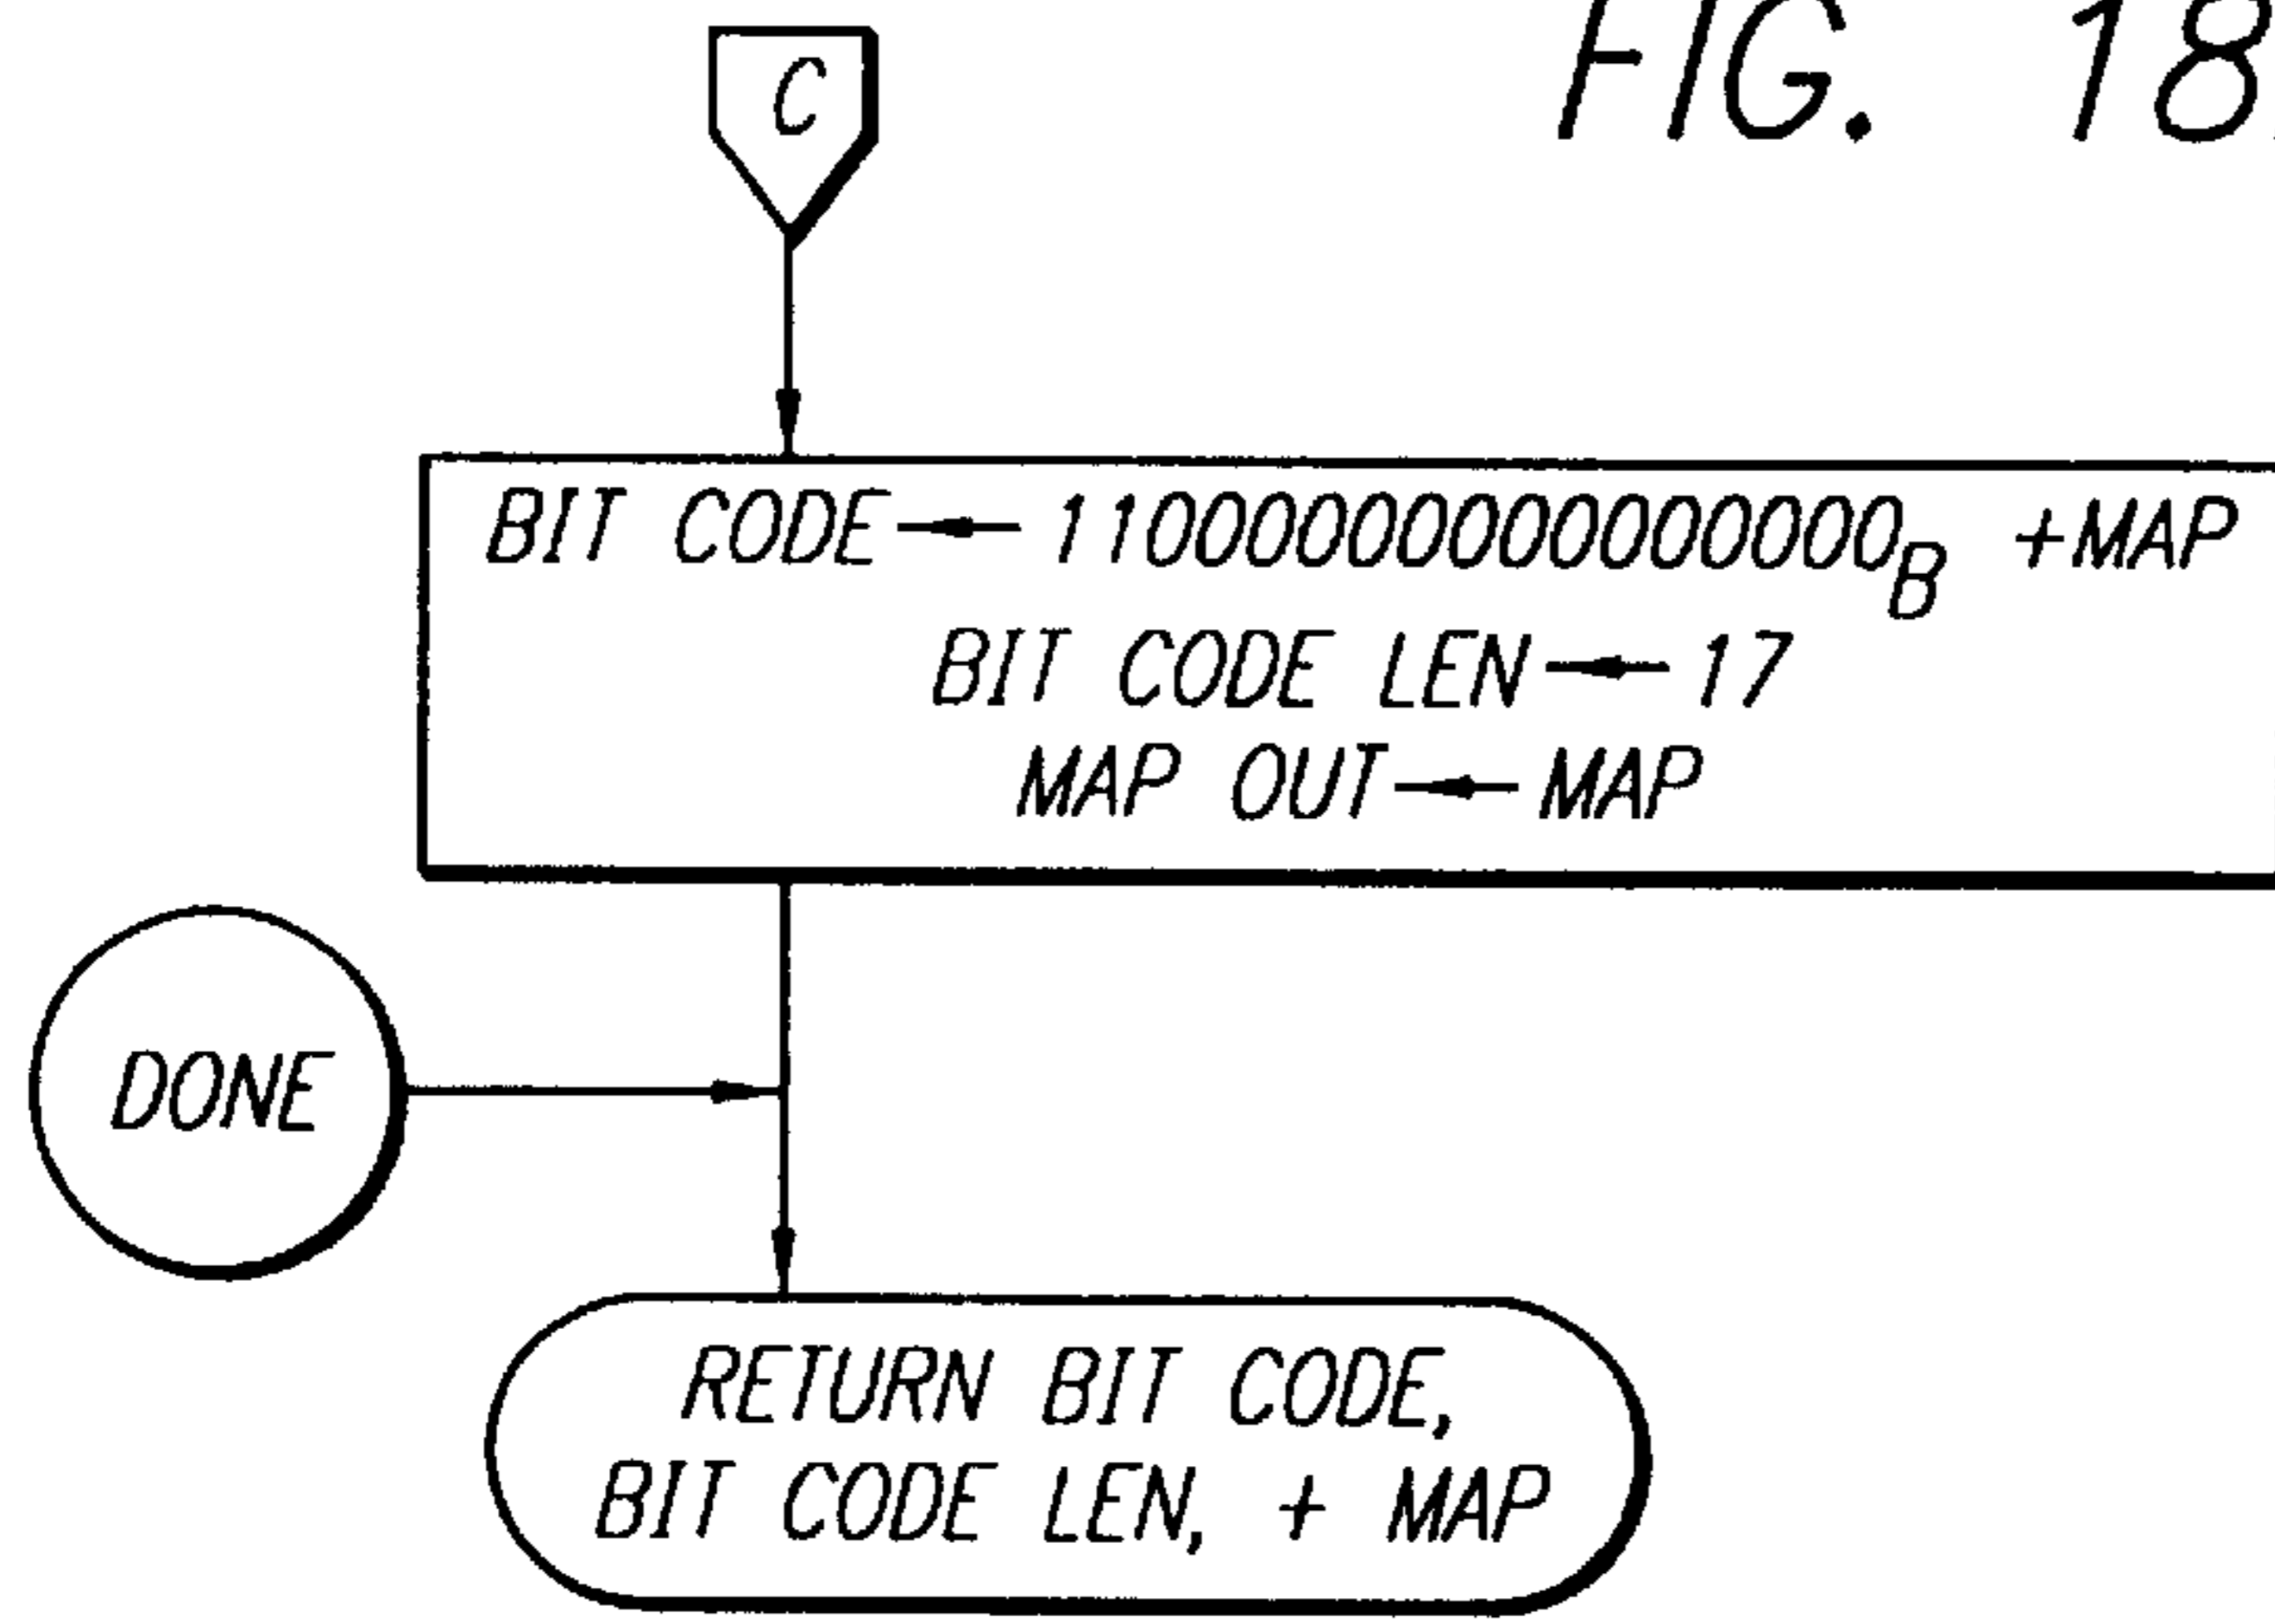 FIG. 18
C
BIT CODE ← 11000000000000000B +MAP
BIT CODE LEN ← 17
MAP OUT ← MAP
DONE
RETURN BIT CODE,
BIT CODE LEN, + MAP